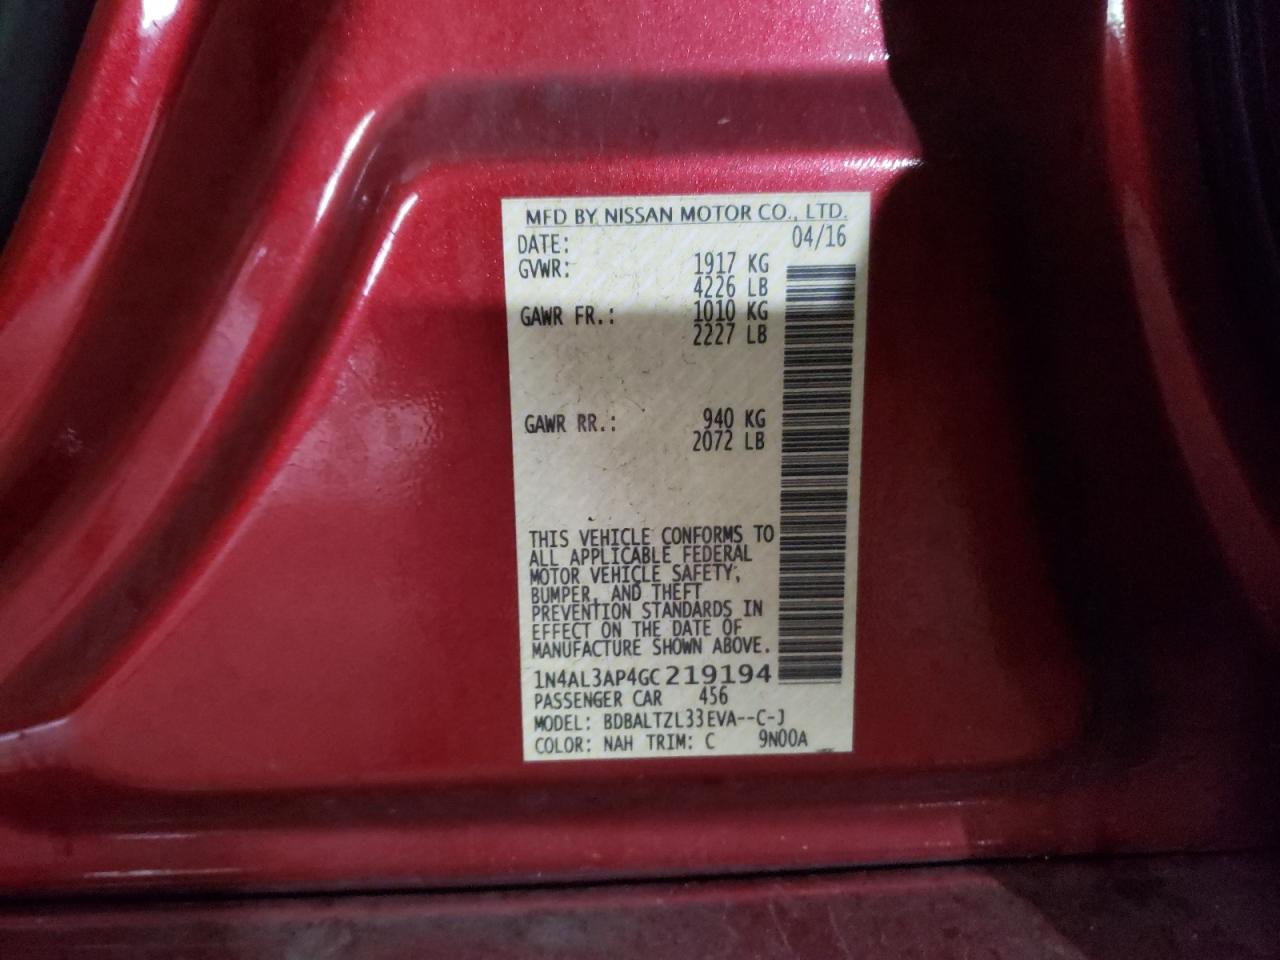 MFD BY NISSAN MOTOR CO., LTD.
DATE: 04/16
GVWR: 1917 KG
4226 LB
GAWR FR.: 1010 KG
2227 LB
GAWR RR.: 940 KG
2072 LB
THIS VEHICLE CONFORMS TO
ALL APPLICABLE FEDERAL
MOTOR VEHICLE SAFETY,
BUMPER, AND THEFT
PREVENTION STANDARDS IN
EFFECT ON THE DATE OF
MANUFACTURE SHOWN ABOVE.
1N4AL3AP4GC219194
PASSENGER CAR 456
MODEL: BDBALTZL33EVA--C-J
COLOR: NAH TRIM: C 9N00A